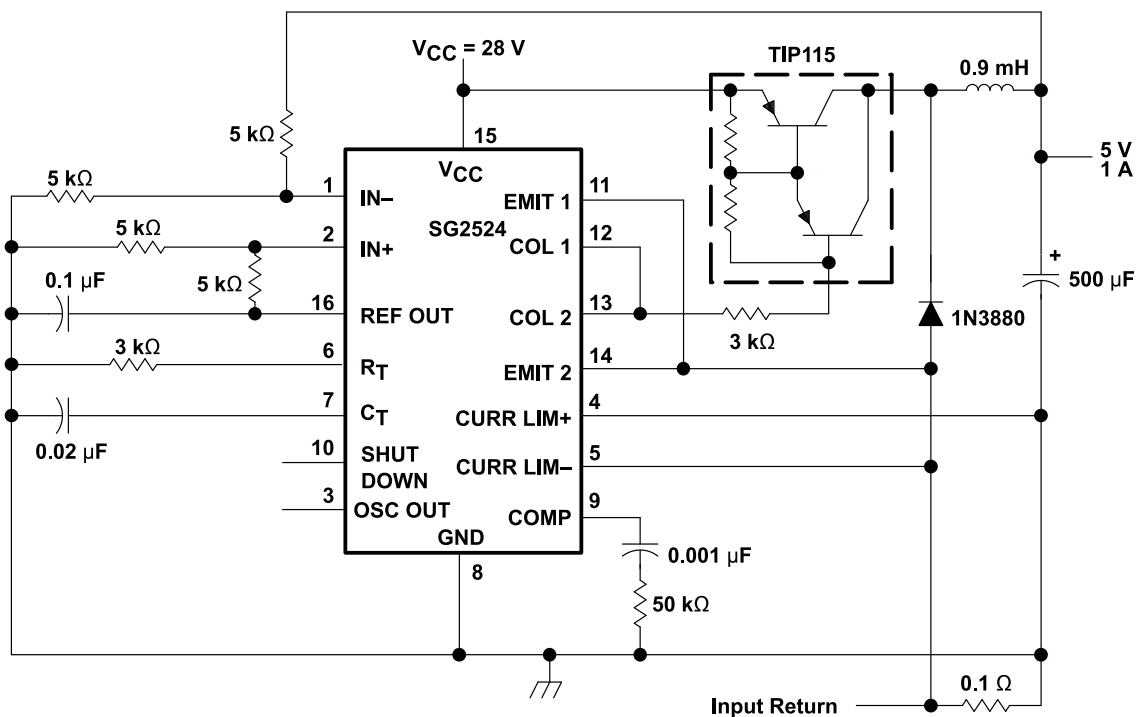 VCC = 28 V
TIP115
0.9 mH
5 kΩ
15
5 V
1 A
5 kΩ
1
VCC
11
IN–
EMIT 1
5 kΩ
2
SG2524
12
IN+
COL 1
0.1 µF
5 kΩ
+
500 µF
16
13
REF OUT
COL 2
1N3880
3 kΩ
3 kΩ
6
14
RT
EMIT 2
7
4
CT
CURR LIM+
0.02 µF
10
5
SHUT
DOWN
CURR LIM–
3
9
OSC OUT
COMP
GND
0.001 µF
8
50 kΩ
0.1 Ω
Input Return